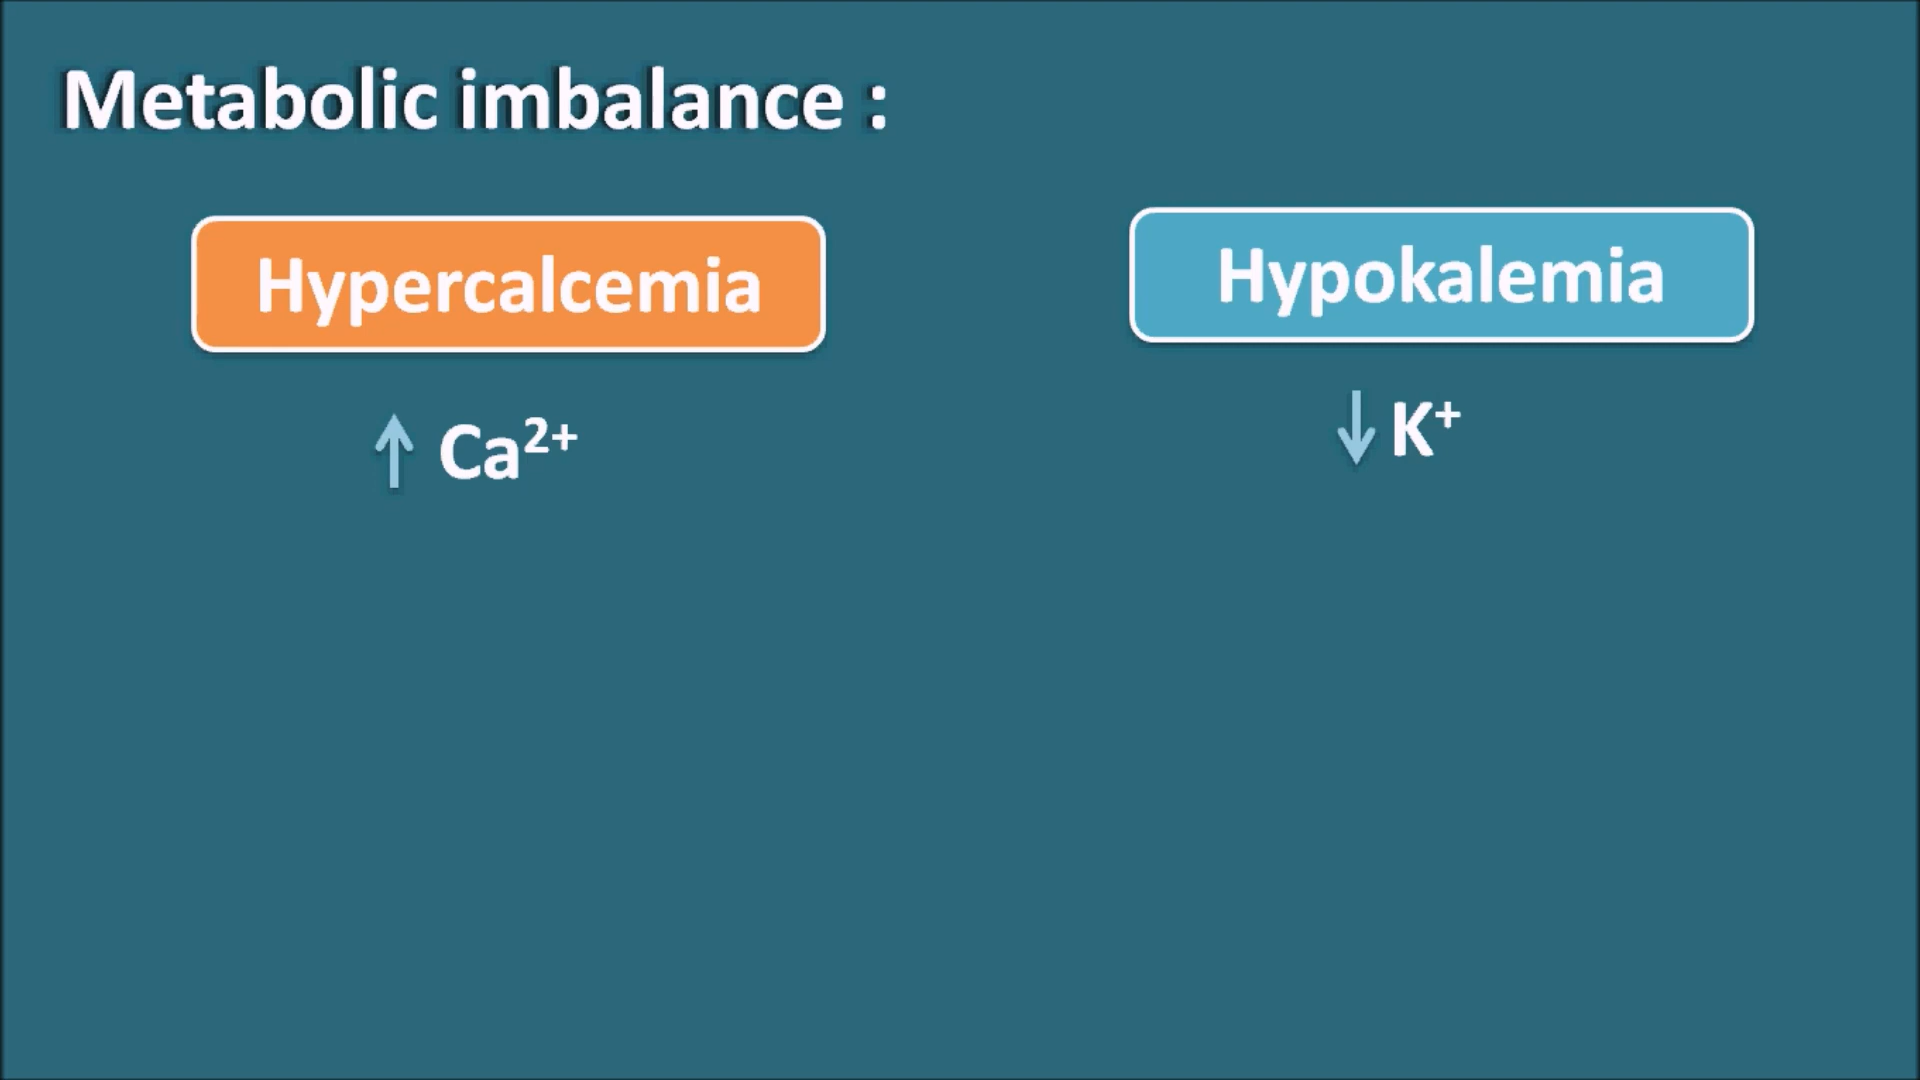 Metabolic imbalance :
Hypercalcemia
Hypokalemia
↑ Ca²⁺
↓ K⁺